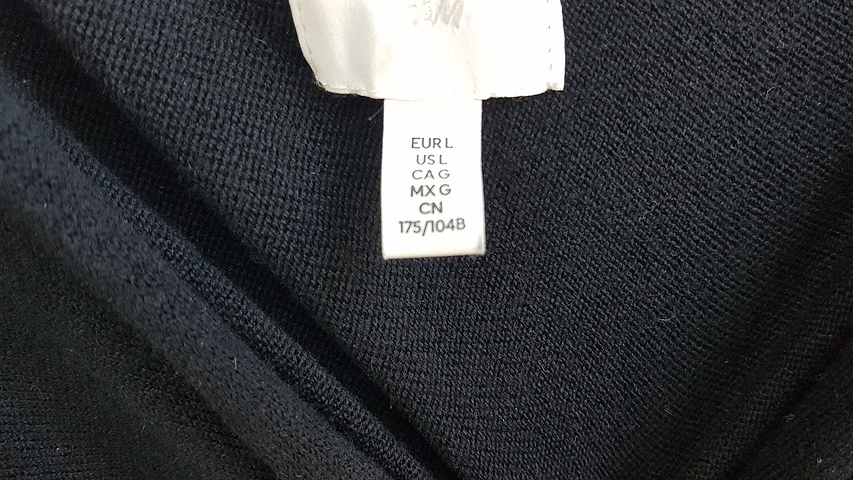 EUR L
US L
CA G
MX G
CN
175/104B